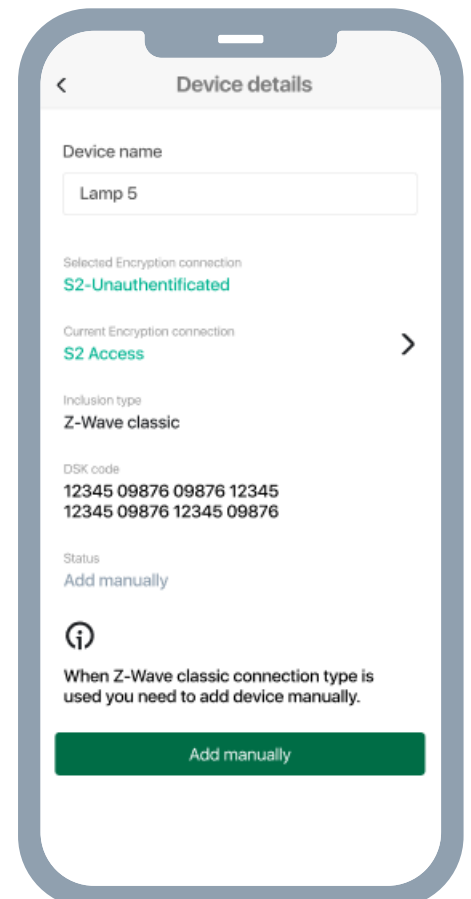 Device details
Device name
Lamp 5
Selected Encryption connection
S2-Unauthentificated
Current Encryption connection
S2 Access
Inclusion type
Z-Wave classic
DSK code
12345 09876 09876 12345
12345 09876 12345 09876
Status
Add manually
When Z-Wave classic connection type is
used you need to add device manually.
Add manually